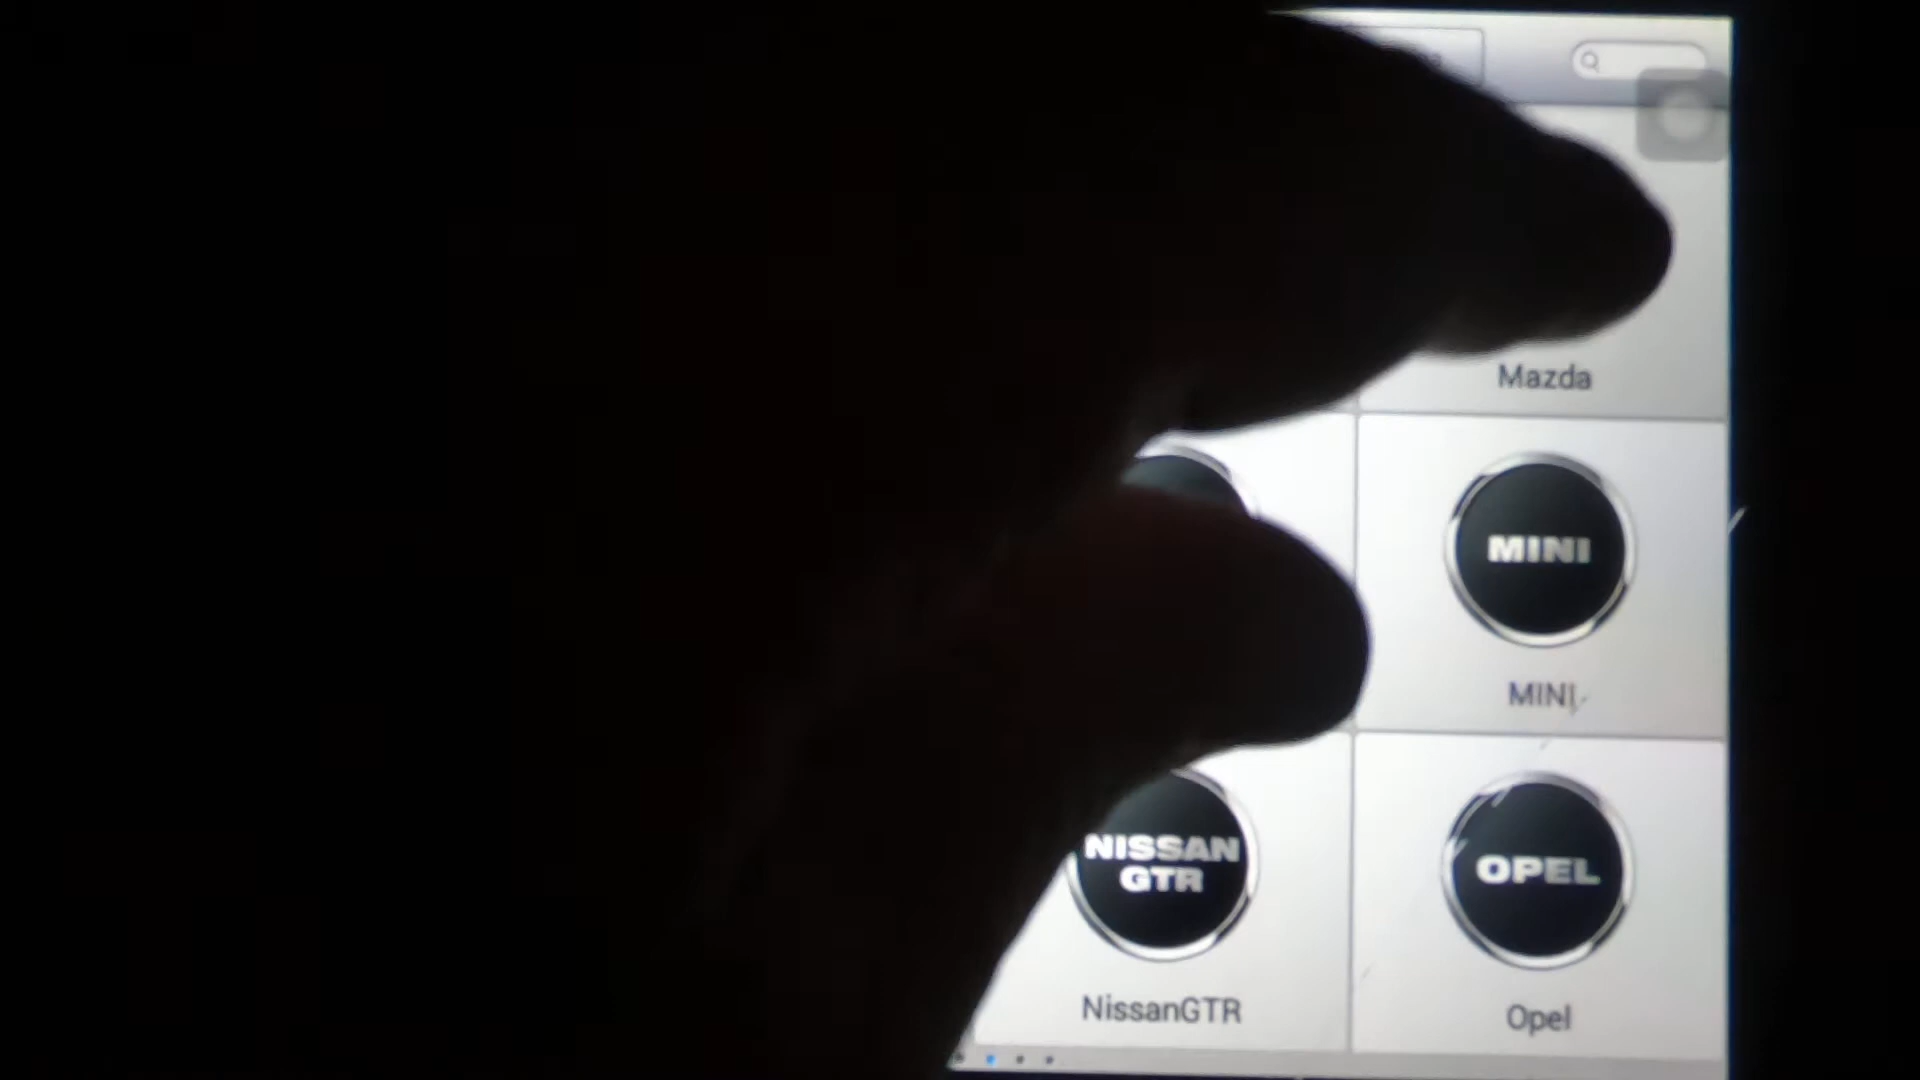 Mazda
MINI
MINI
NISSAN
GTR
OPEL
NissanGTR
Opel